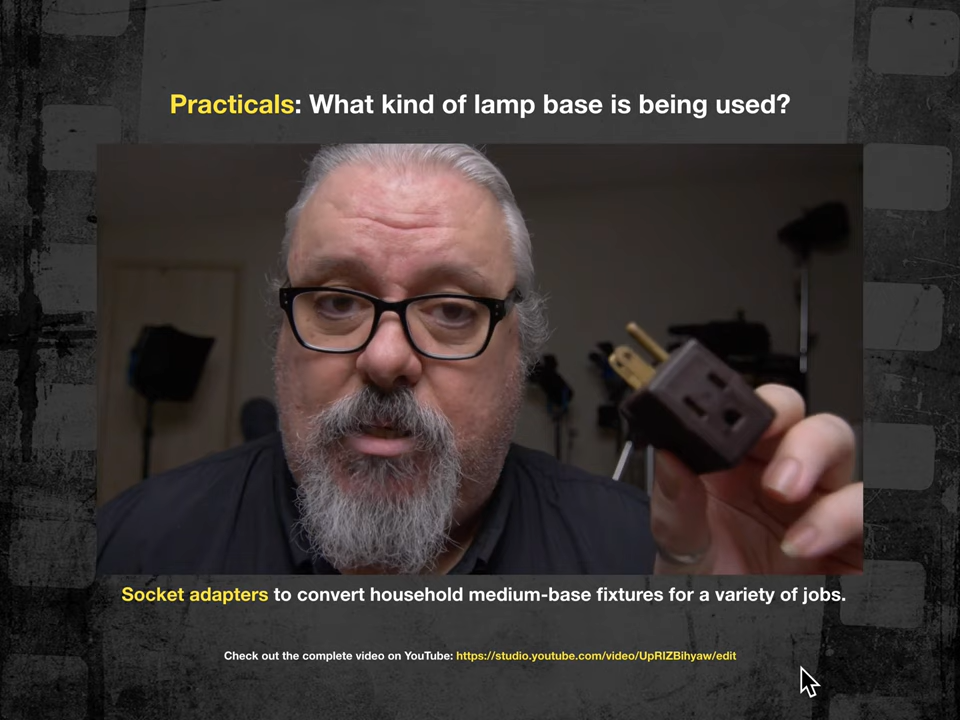 Practicals: What kind of lamp base is being used?
Socket adapters to convert household medium-base fixtures for a variety of jobs.
Check out the complete video on YouTube: https://studio.youtube.com/video/UpRIZBihyaw/edit